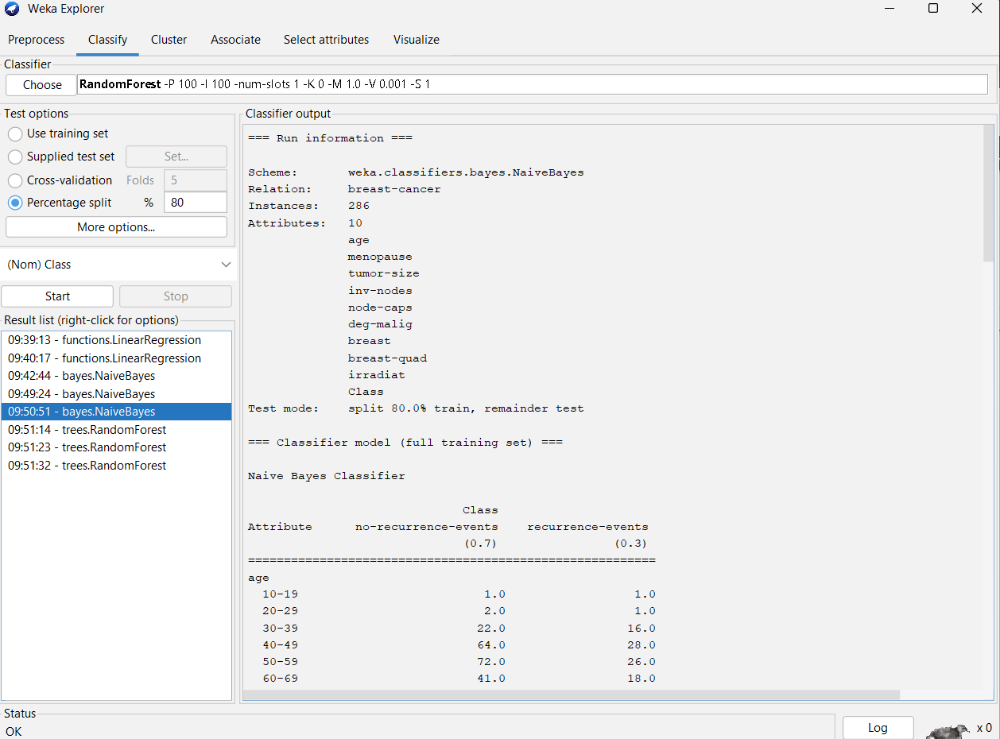 Weka Explorer
Preprocess Classify Cluster Associate Select attributes Visualize
Classifier
Choose RandomForest -P 100 -I 100 -num-slots 1 -K 0 -M 1.0 -V 0.001 -S 1
Test options
Use training set
Supplied test set Set...
Cross-validation Folds 5
Percentage split % 80
More options...
(Nom) Class
Start Stop
Result list (right-click for options)
09:39:13 - functions.LinearRegression
09:40:17 - functions.LinearRegression
09:42:44 - bayes.NaiveBayes
09:49:24 - bayes.NaiveBayes
09:50:51 - bayes.NaiveBayes
09:51:14 - trees.RandomForest
09:51:23 - trees.RandomForest
09:51:32 - trees.RandomForest
Classifier output
=== Run information ===
Scheme: weka.classifiers.bayes.NaiveBayes
Relation: breast-cancer
Instances: 286
Attributes: 10
age
menopause
tumor-size
inv-nodes
node-caps
deg-malig
breast
breast-quad
irradiat
Class
Test mode: split 80.0% train, remainder test
=== Classifier model (full training set) ===
Naive Bayes Classifier
Class
Attribute no-recurrence-events recurrence-events
(0.7) (0.3)
=========================================================
age
10-19 1.0 1.0
20-29 2.0 1.0
30-39 22.0 16.0
40-49 64.0 28.0
50-59 72.0 26.0
60-69 41.0 18.0
Status
OK
Log x 0